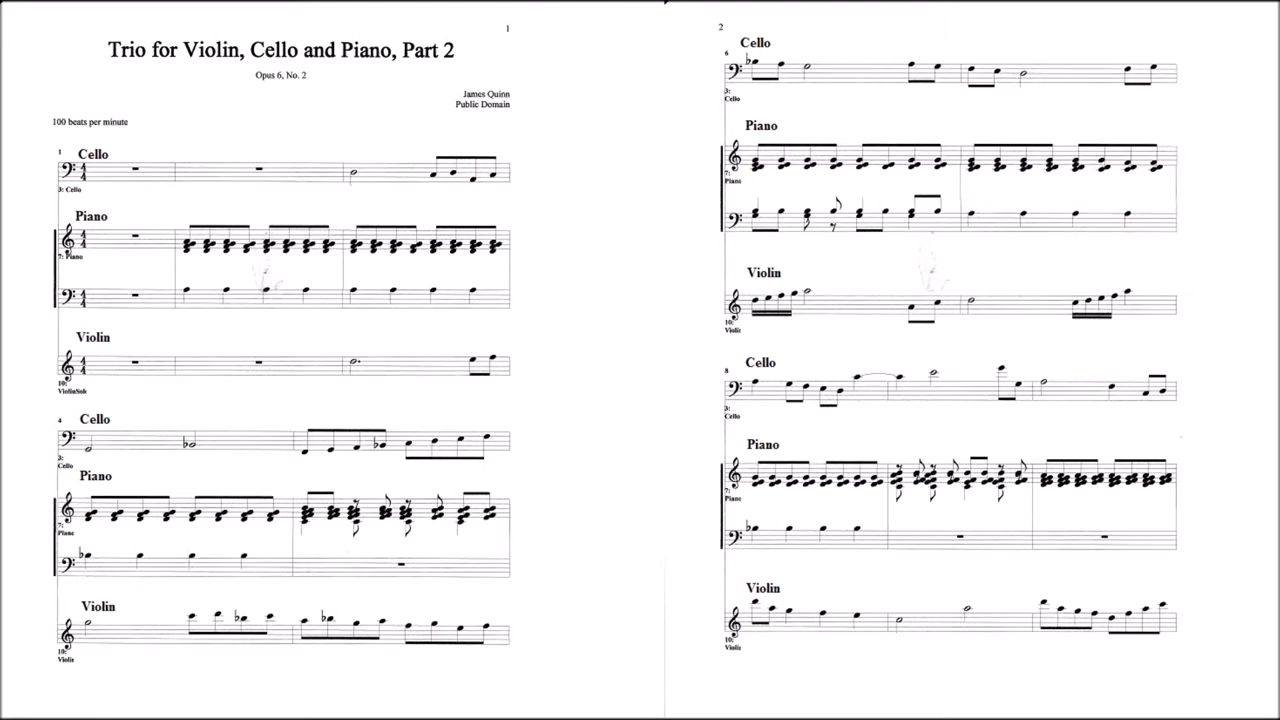 1
Trio for Violin, Cello and Piano, Part 2
Opus 6, No. 2
James Quinn
Public Domain
100 beats per minute
1
Cello
3: Cello
Piano
7: Piano
Violin
10:
ViolinSolo
4
Cello
3:
Cello
Piano
7:
Piano
Violin
10:
Violin
2
Cello
6
3:
Cello
Piano
7:
Piano
Violin
10:
Violin
Cello
8
3:
Cello
Piano
7:
Piano
Violin
10:
Violin